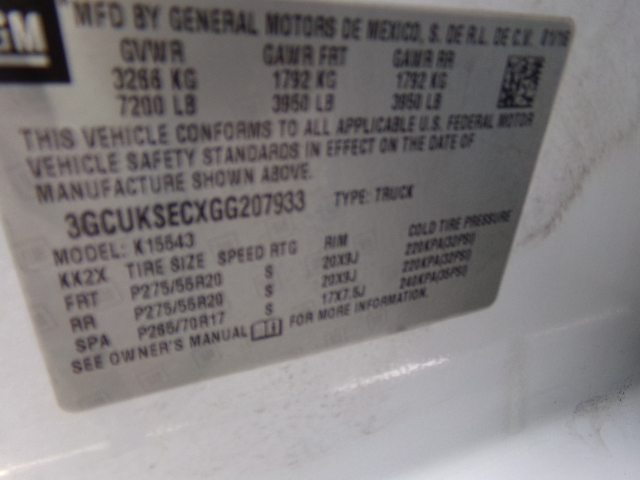 GM
MFD BY GENERAL MOTORS DE MEXICO, S. DE R.L. DE C.V. 01/16
GVWR GAWR FRT GAWR RR
3266 KG 1792 KG 1792 KG
7200 LB 3950 LB 3950 LB
THIS VEHICLE CONFORMS TO ALL APPLICABLE U.S. FEDERAL MOTOR
VEHICLE SAFETY STANDARDS IN EFFECT ON THE DATE OF
MANUFACTURE SHOWN ABOVE.
3GCUKSECXGG207933 TYPE: TRUCK
MODEL: K15543
KK2X TIRE SIZE SPEED RTG RIM COLD TIRE PRESSURE
FRT P275/55R20 S 20X9J 220KPA(32PSI)
RR P275/55R20 S 20X9J 220KPA(32PSI)
SPA P265/70R17 S 17X7.5J 240KPA(35PSI)
SEE OWNER'S MANUAL FOR MORE INFORMATION.